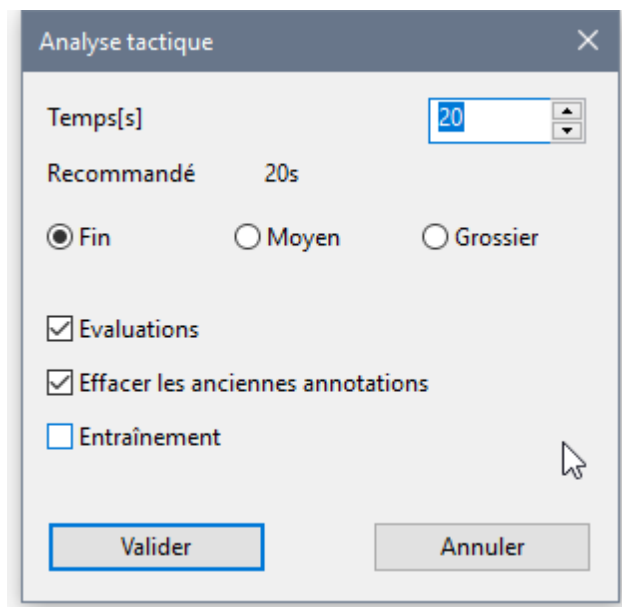 Analyse tactique
Temps[s] 20
Recommandé 20s
Fin Moyen Grossier
Evaluations
Effacer les anciennes annotations
Entraînement
Valider Annuler